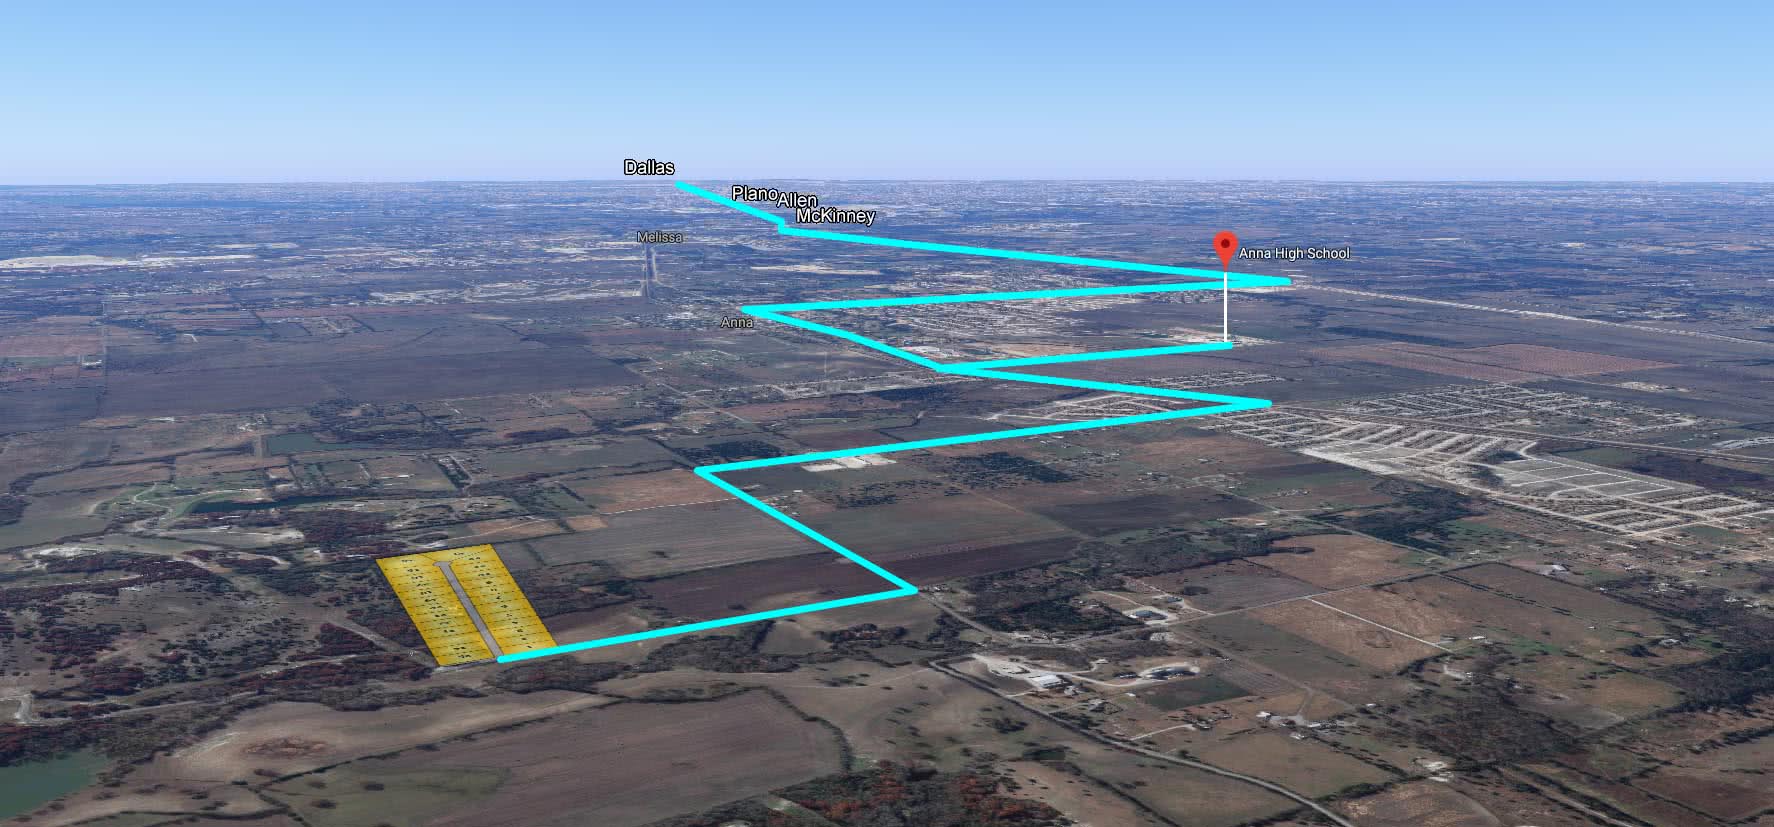 Dallas
Plano
Allen
McKinney
Melissa
Anna High School
Anna